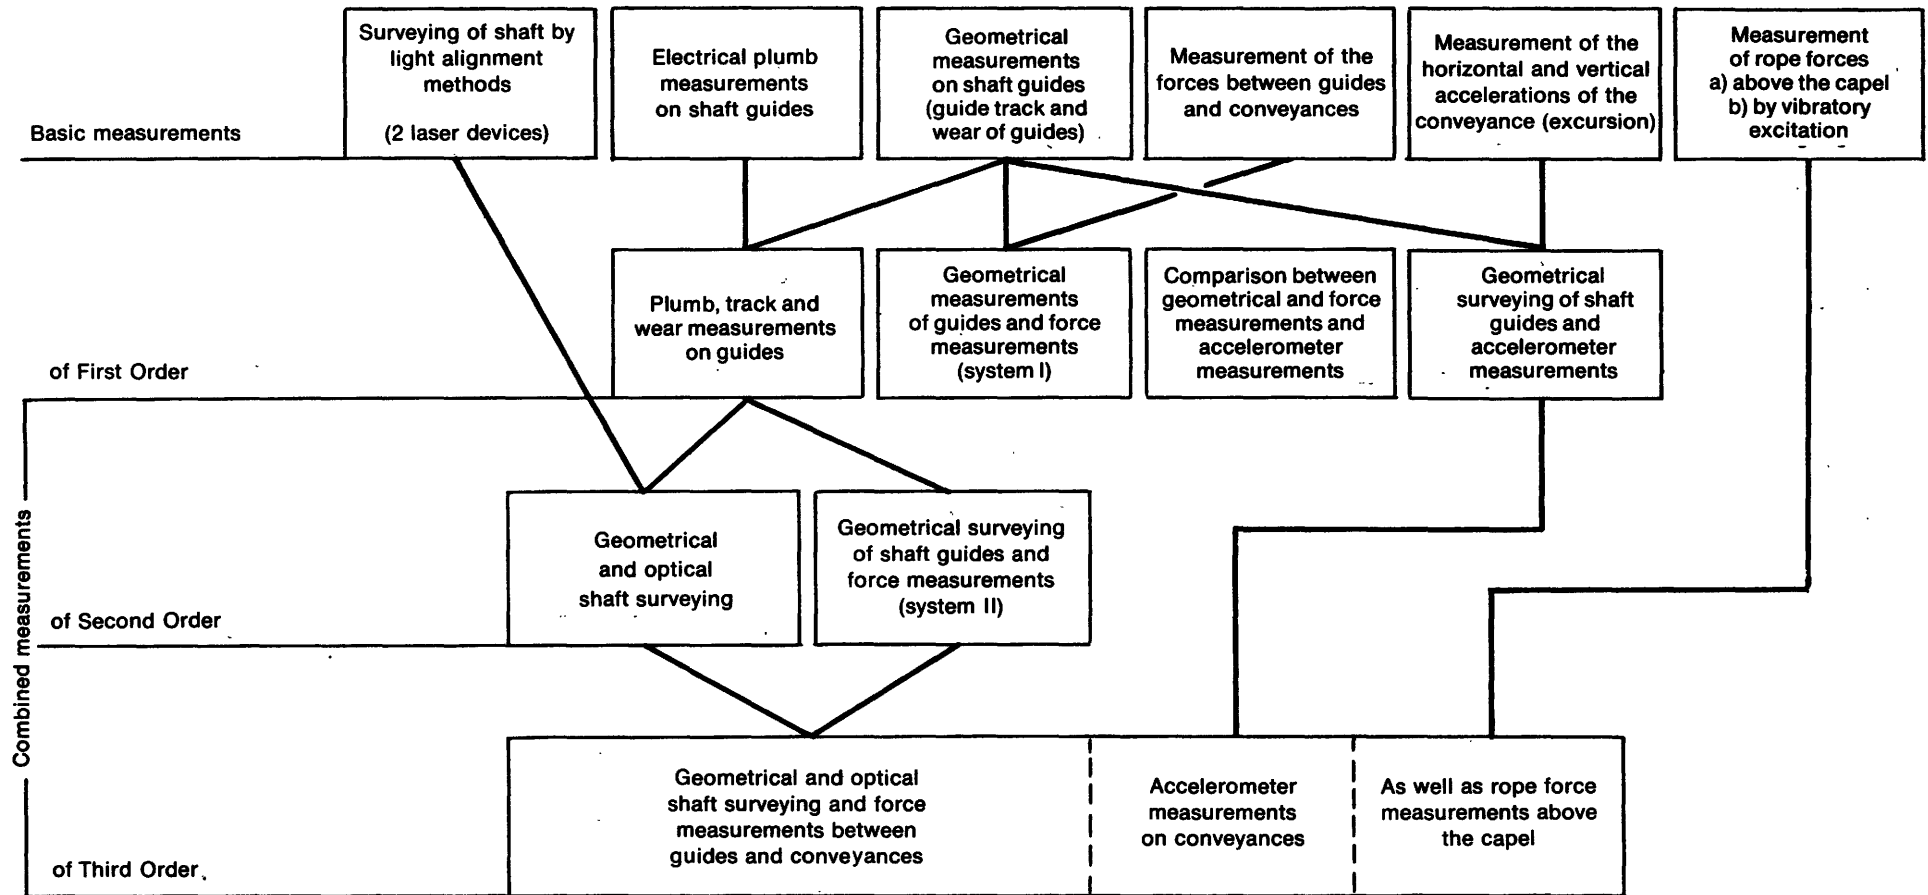 Basic measurements
Surveying of shaft by
light alignment
methods
(2 laser devices)
Electrical plumb
measurements
on shaft guides
Geometrical
measurements
on shaft guides
(guide track and
wear of guides)
Measurement of the
forces between guides
and conveyances
Measurement of the
horizontal and vertical
accelerations of the
conveyance (excursion)
Measurement
of rope forces
a) above the capel
b) by vibratory
excitation
of First Order
Plumb, track and
wear measurements
on guides
Geometrical
measurements
of guides and force
measurements
(system I)
Comparison between
geometrical and force
measurements and
accelerometer
measurements
Geometrical
surveying of shaft
guides and
accelerometer
measurements
Combined measurements
of Second Order
Geometrical
and optical
shaft surveying
Geometrical surveying
of shaft guides and
force measurements
(system II)
of Third Order
Geometrical and optical
shaft surveying and force
measurements between
guides and conveyances
Accelerometer
measurements
on conveyances
As well as rope force
measurements above
the capel